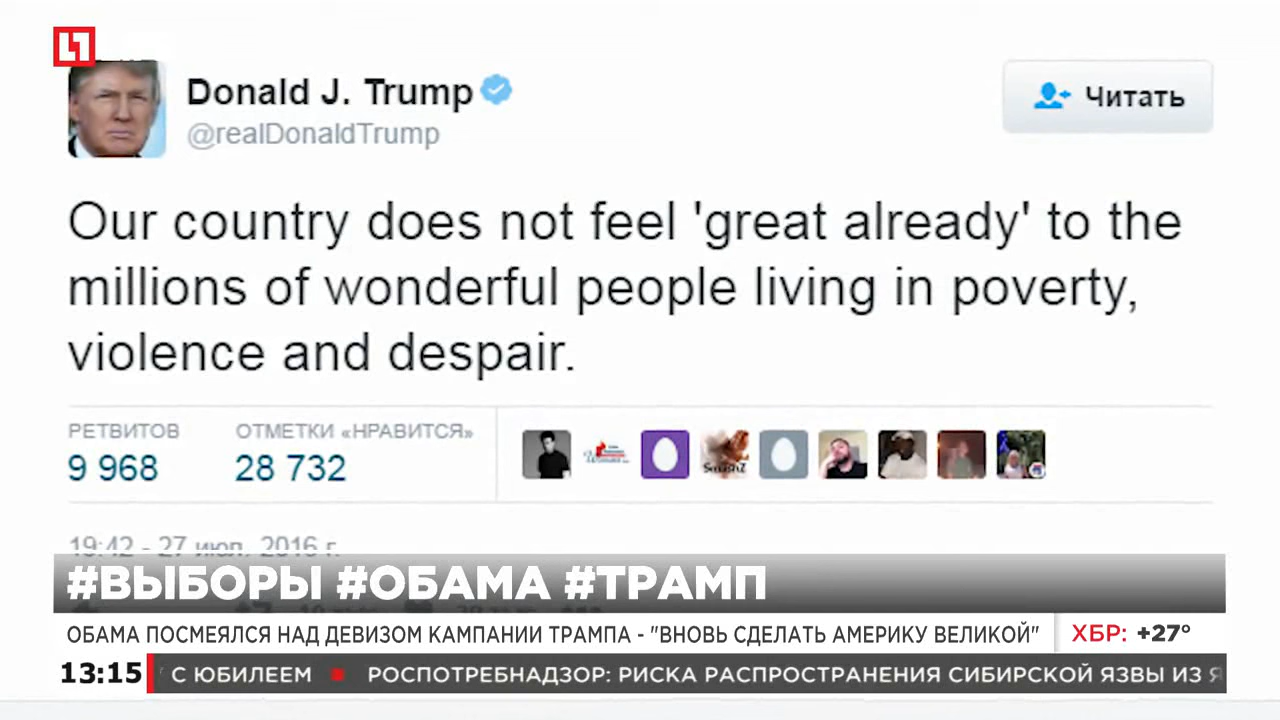 Donald J. Trump
@realDonaldTrump
Читать
Our country does not feel 'great already' to the
millions of wonderful people living in poverty,
violence and despair.
РЕТВИТОВ
ОТМЕТКИ «НРАВИТСЯ»
9 968
28 732
19:42 - 27 июл. 2016 г.
#ВЫБОРЫ #ОБАМА #ТРАМП
ОБАМА ПОСМЕЯЛСЯ НАД ДЕВИЗОМ КАМПАНИИ ТРАМПА - "ВНОВЬ СДЕЛАТЬ АМЕРИКУ ВЕЛИКОЙ"
ХБР: +27°
13:15
С ЮБИЛЕЕМ
РОСПОТРЕБНАДЗОР: РИСКА РАСПРОСТРАНЕНИЯ СИБИРСКОЙ ЯЗВЫ ИЗ Я